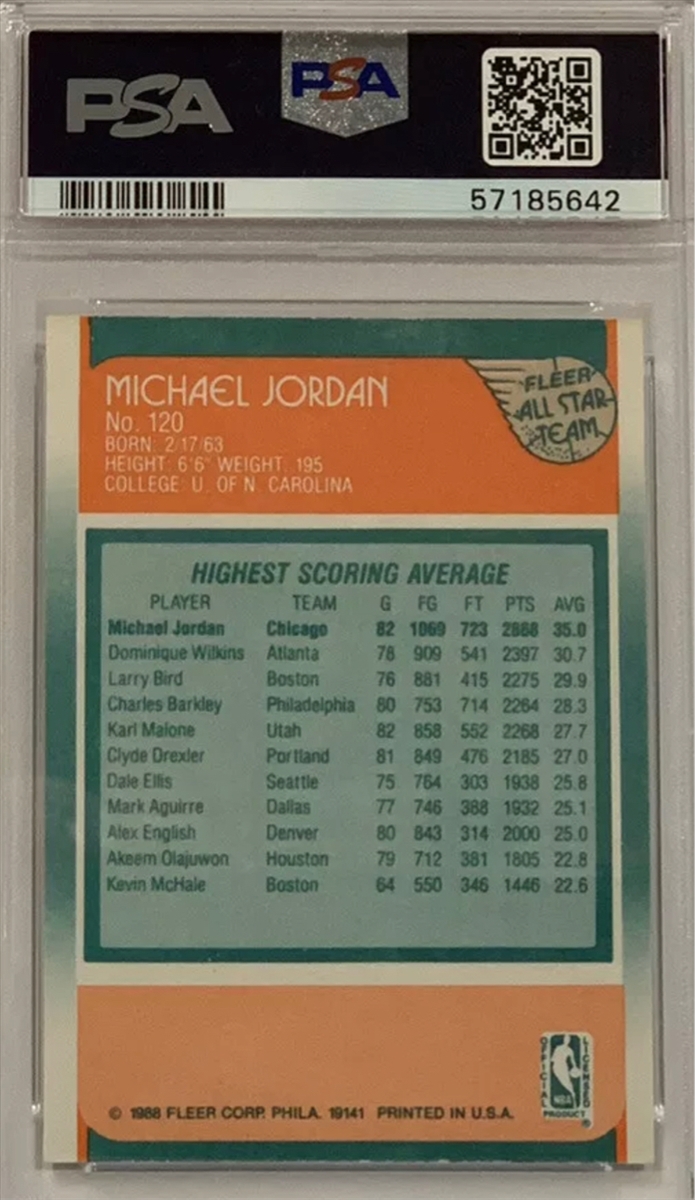 PSA
PSA
57185642
MICHAEL JORDAN
No. 120
BORN: 2/17/63
HEIGHT: 6'6" WEIGHT: 195
COLLEGE: U. OF N. CAROLINA
FLEER
ALL STAR
TEAM
HIGHEST SCORING AVERAGE
PLAYER TEAM G FG FT PTS AVG
Michael Jordan Chicago 82 1069 723 2868 35.0
Dominique Wilkins Atlanta 78 909 541 2397 30.7
Larry Bird Boston 76 881 415 2275 29.9
Charles Barkley Philadelphia 80 753 714 2264 28.3
Karl Malone Utah 82 858 552 2268 27.7
Clyde Drexler Portland 81 849 476 2185 27.0
Dale Ellis Seattle 75 764 303 1938 25.8
Mark Aguirre Dallas 77 746 388 1932 25.1
Alex English Denver 80 843 314 2000 25.0
Akeem Olajuwon Houston 79 712 381 1805 22.8
Kevin McHale Boston 64 550 346 1446 22.6
OFFICIAL
LICENSED
NBA
PRODUCT
®
© 1988 FLEER CORP. PHILA. 19141 PRINTED IN U.S.A.